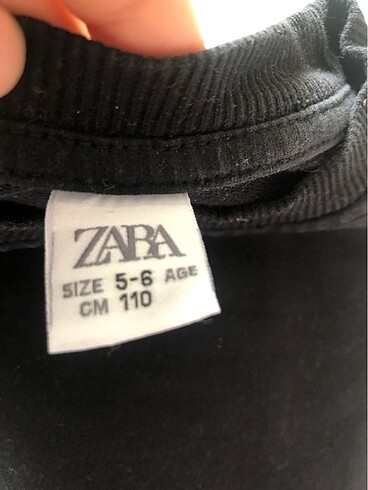 ZARA
SIZE 5-6 AGE
CM 110